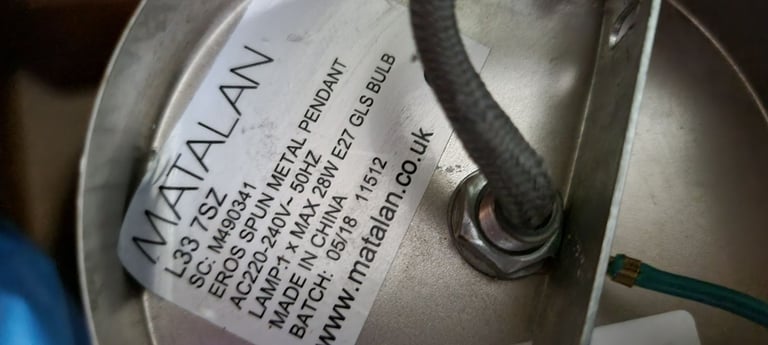 MATALAN
L33 7SZ
SC: M490341
EROS SPUN METAL PENDANT
AC220-240V~ 50HZ
LAMP:1 x MAX 28W E27 GLS BULB
MADE IN CHINA
BATCH: 05/18 11512
www.matalan.co.uk